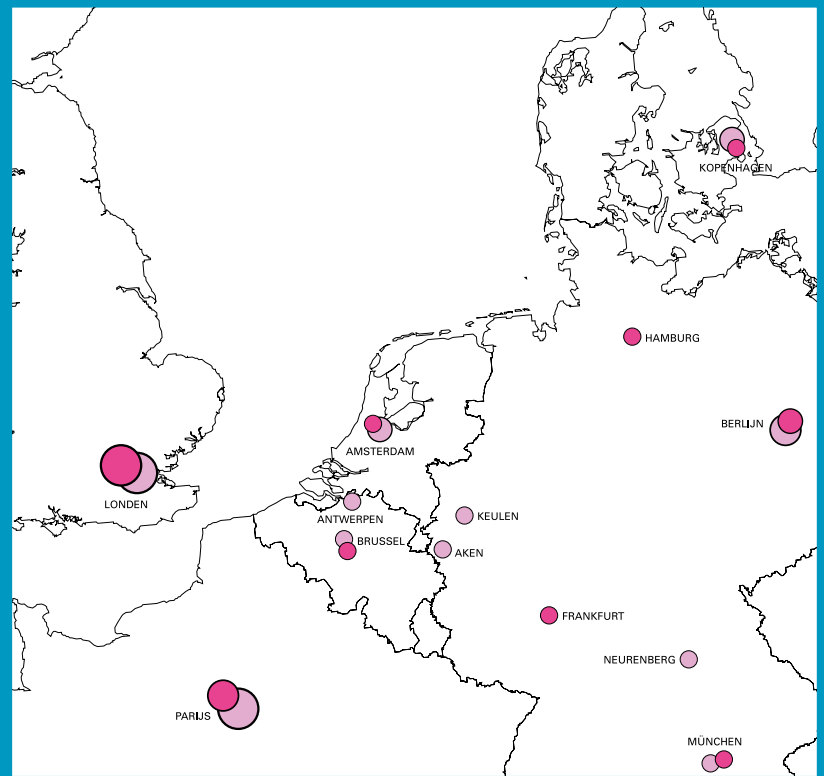 KOPENHAGEN
HAMBURG
BERLIJN
AMSTERDAM
LONDEN
ANTWERPEN
KEULEN
BRUSSEL
AKEN
FRANKFURT
NEURENBERG
PARIJS
MÜNCHEN